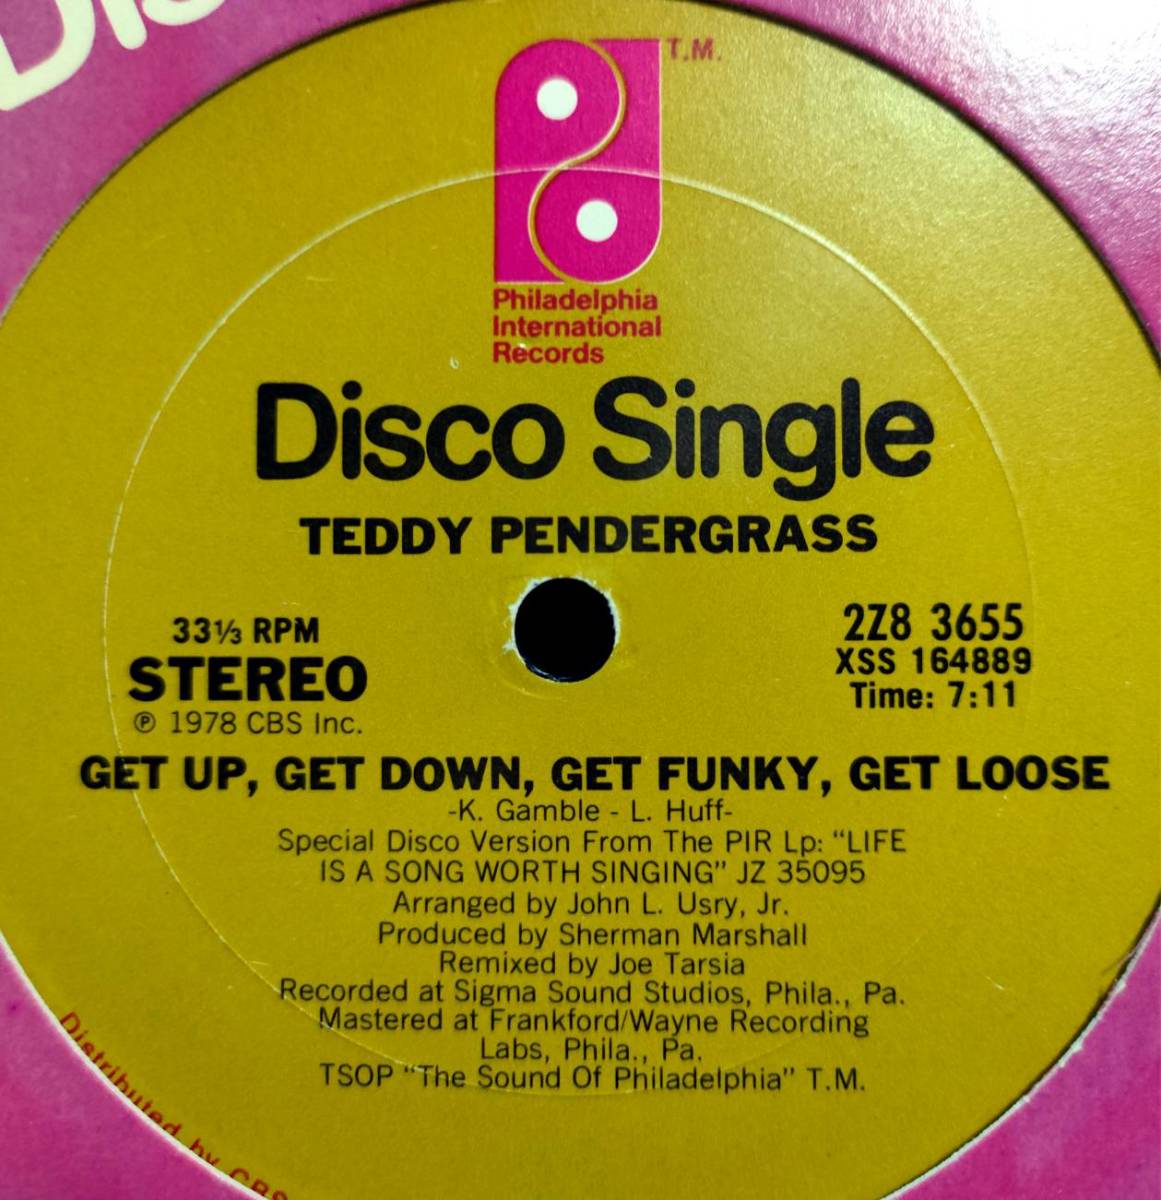 Dis
T.M.
Philadelphia
International
Records
Disco Single
TEDDY PENDERGRASS
33⅓ RPM
STEREO
℗ 1978 CBS Inc.
2Z8 3655
XSS 164889
Time: 7:11
GET UP, GET DOWN, GET FUNKY, GET LOOSE
-K. Gamble - L. Huff-
Special Disco Version From The PIR Lp: "LIFE
IS A SONG WORTH SINGING" JZ 35095
Arranged by John L. Usry, Jr.
Produced by Sherman Marshall
Remixed by Joe Tarsia
Recorded at Sigma Sound Studios, Phila., Pa.
Mastered at Frankford/Wayne Recording
Labs, Phila., Pa.
TSOP "The Sound Of Philadelphia" T.M.
Distributed by CBS